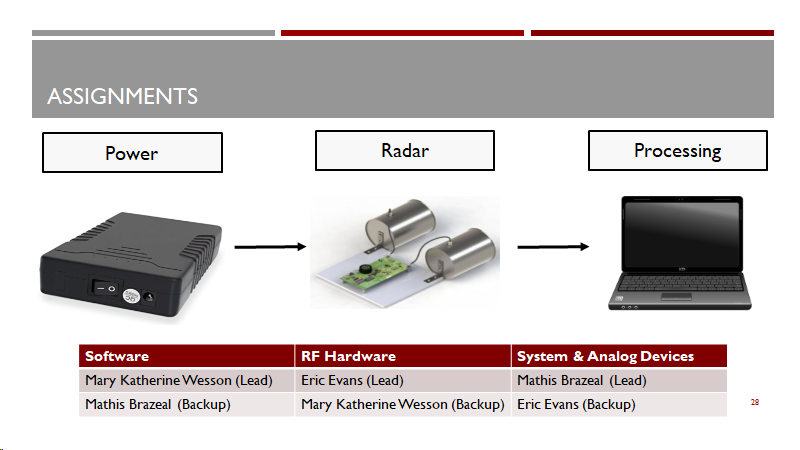 ASSIGNMENTS
Power
Radar
Processing
Software RF Hardware System & Analog Devices
Mary Katherine Wesson (Lead) Eric Evans (Lead) Mathis Brazeal (Lead)
Mathis Brazeal (Backup) Mary Katherine Wesson (Backup) Eric Evans (Backup)
28